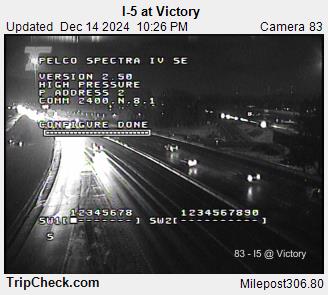 I-5 at Victory
Updated Dec 14 2024 10:26 PM Camera 83
PELCO SPECTRA IV SE
VERSION 2.50
HIGH PRESSURE
P ADDRESS 2
COMM 2400.N.8.1
CONFIGURE DONE
12345678 1234567890
SW1[■-------] SW2[----------]
S
83 - I5 @ Victory
TripCheck.com Milepost306.80